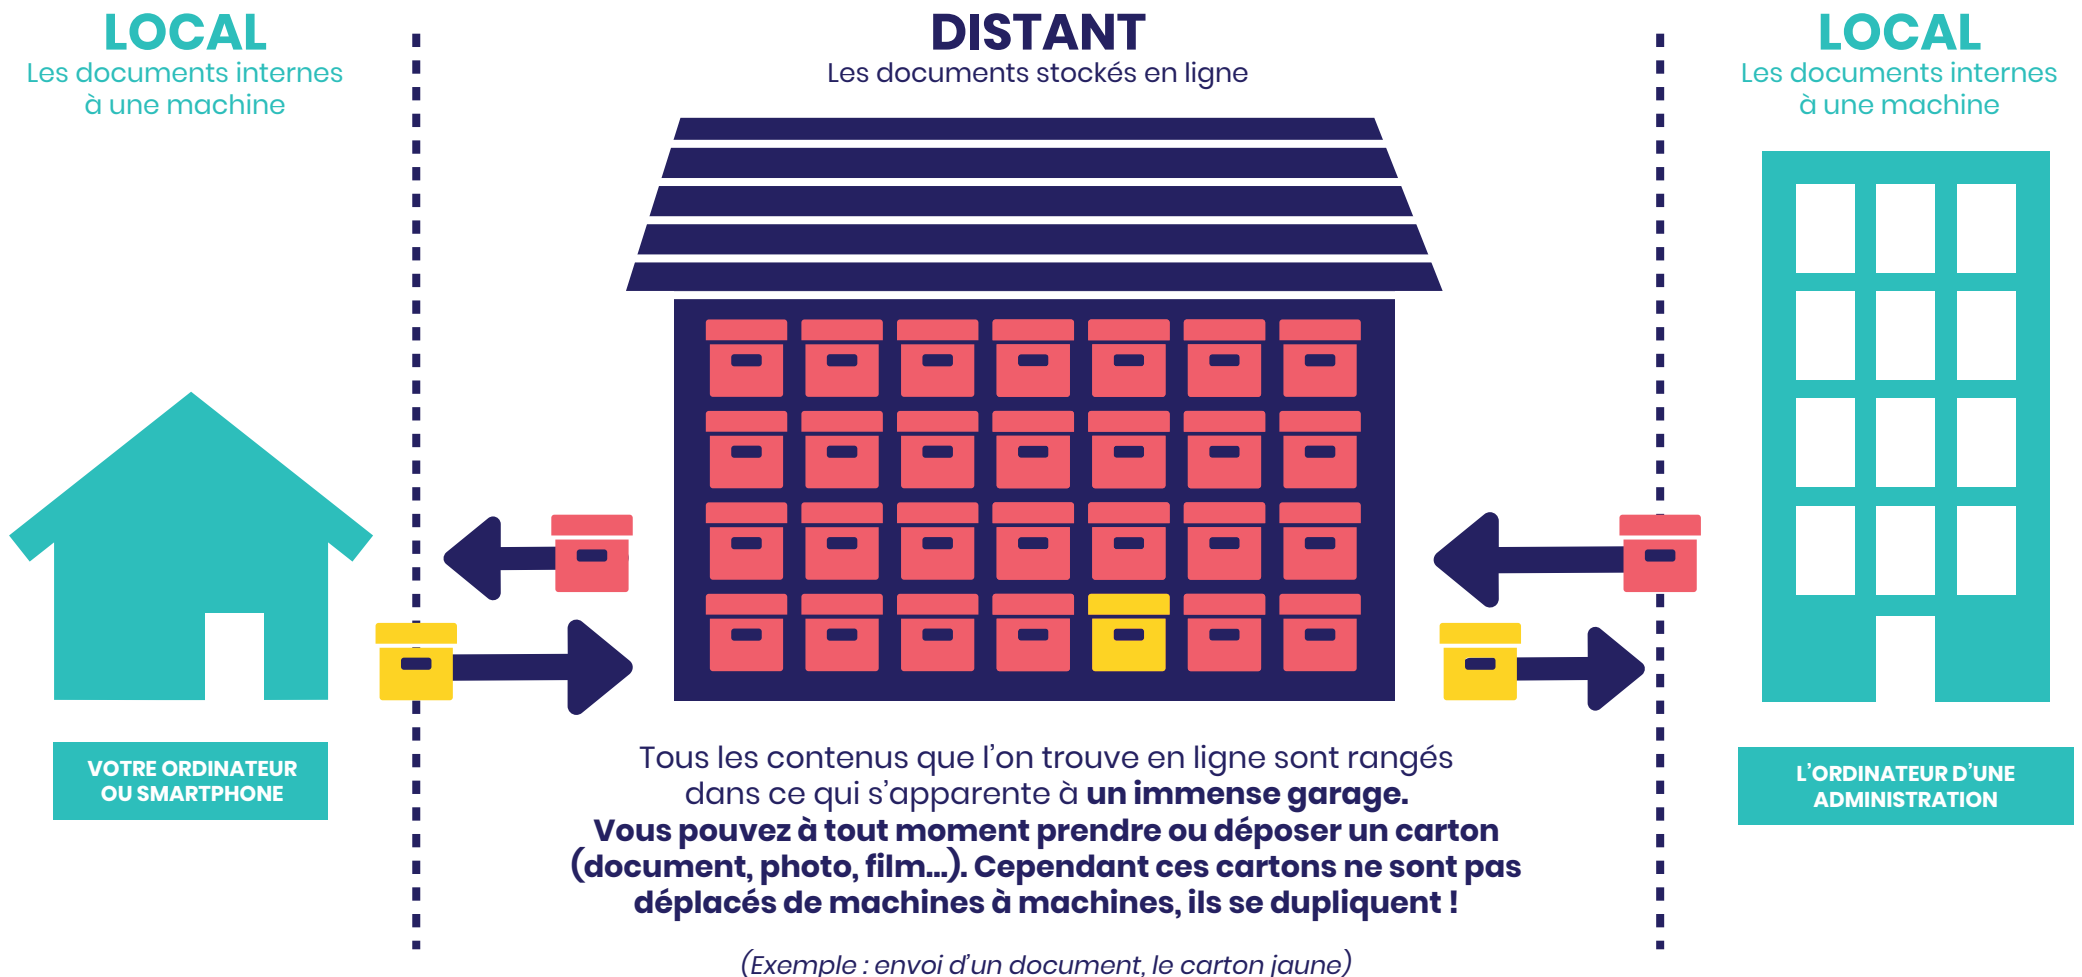 LOCAL
Les documents internes
à une machine
DISTANT
Les documents stockés en ligne
LOCAL
Les documents internes
à une machine
VOTRE ORDINATEUR
OU SMARTPHONE
L’ORDINATEUR D’UNE
ADMINISTRATION
Tous les contenus que l’on trouve en ligne sont rangés
dans ce qui s’apparente à un immense garage.
Vous pouvez à tout moment prendre ou déposer un carton
(document, photo, film...). Cependant ces cartons ne sont pas
déplacés de machines à machines, ils se dupliquent !
(Exemple : envoi d’un document, le carton jaune)